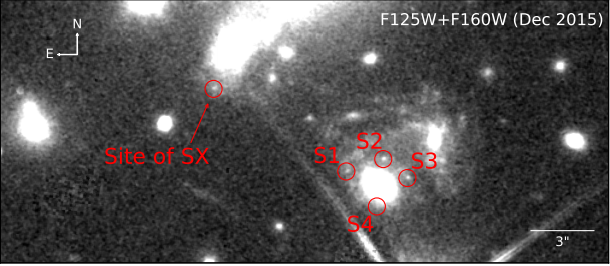 F125W+F160W (Dec 2015)
N
E
Site of SX
S1
S2
S3
S4
3"